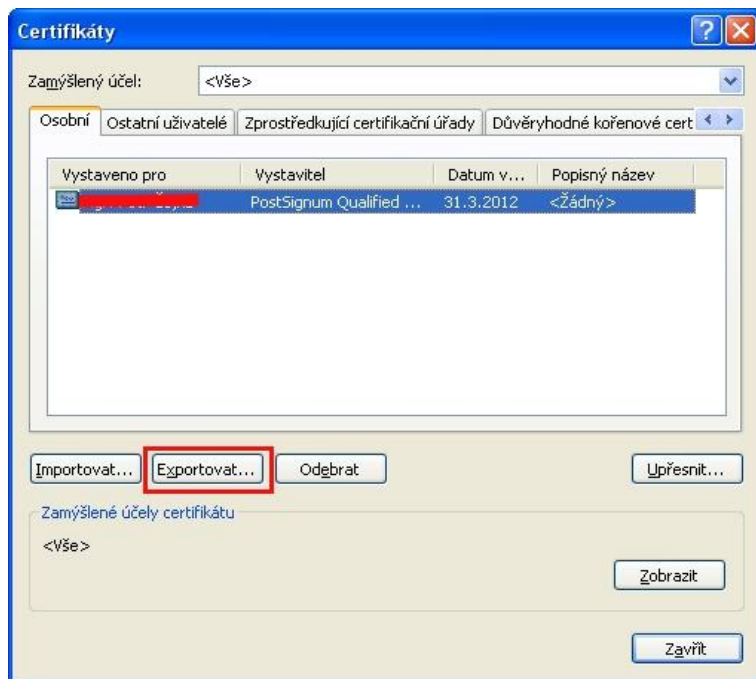 Certifikáty
Zamýšlený účel: <Vše>
Osobní Ostatní uživatelé Zprostředkující certifikační úřady Důvěryhodné kořenové cert
Vystaveno pro Vystavitel Datum v... Popisný název
PostSignum Qualified ... 31.3.2012 <Žádný>
Importovat... Exportovat... Odebrat Upřesnit...
Zamýšlené účely certifikátu
<Vše>
Zobrazit
Zavřít